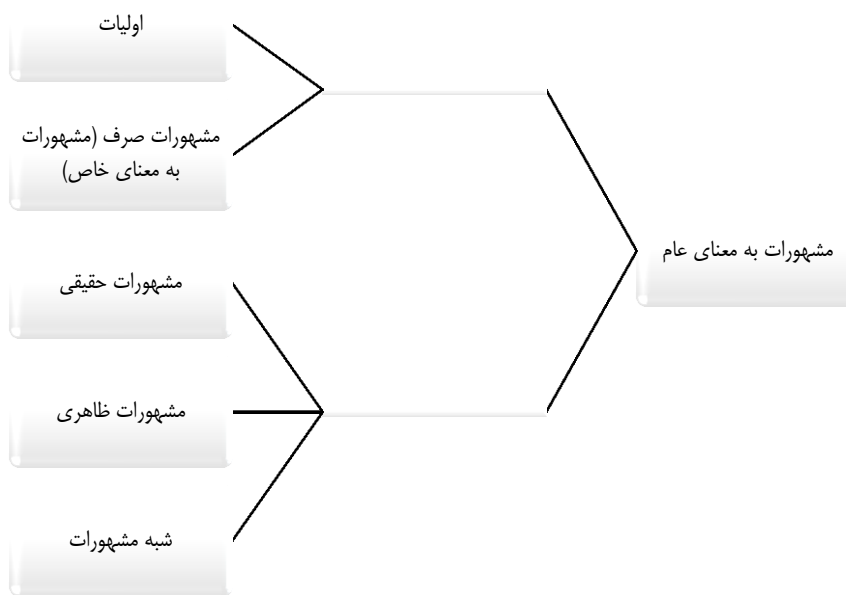 مشهورات به معنای عام
اولیات
مشهورات صرف (مشهورات
به معنای خاص)
مشهورات حقیقی
مشهورات ظاهری
شبه مشهورات